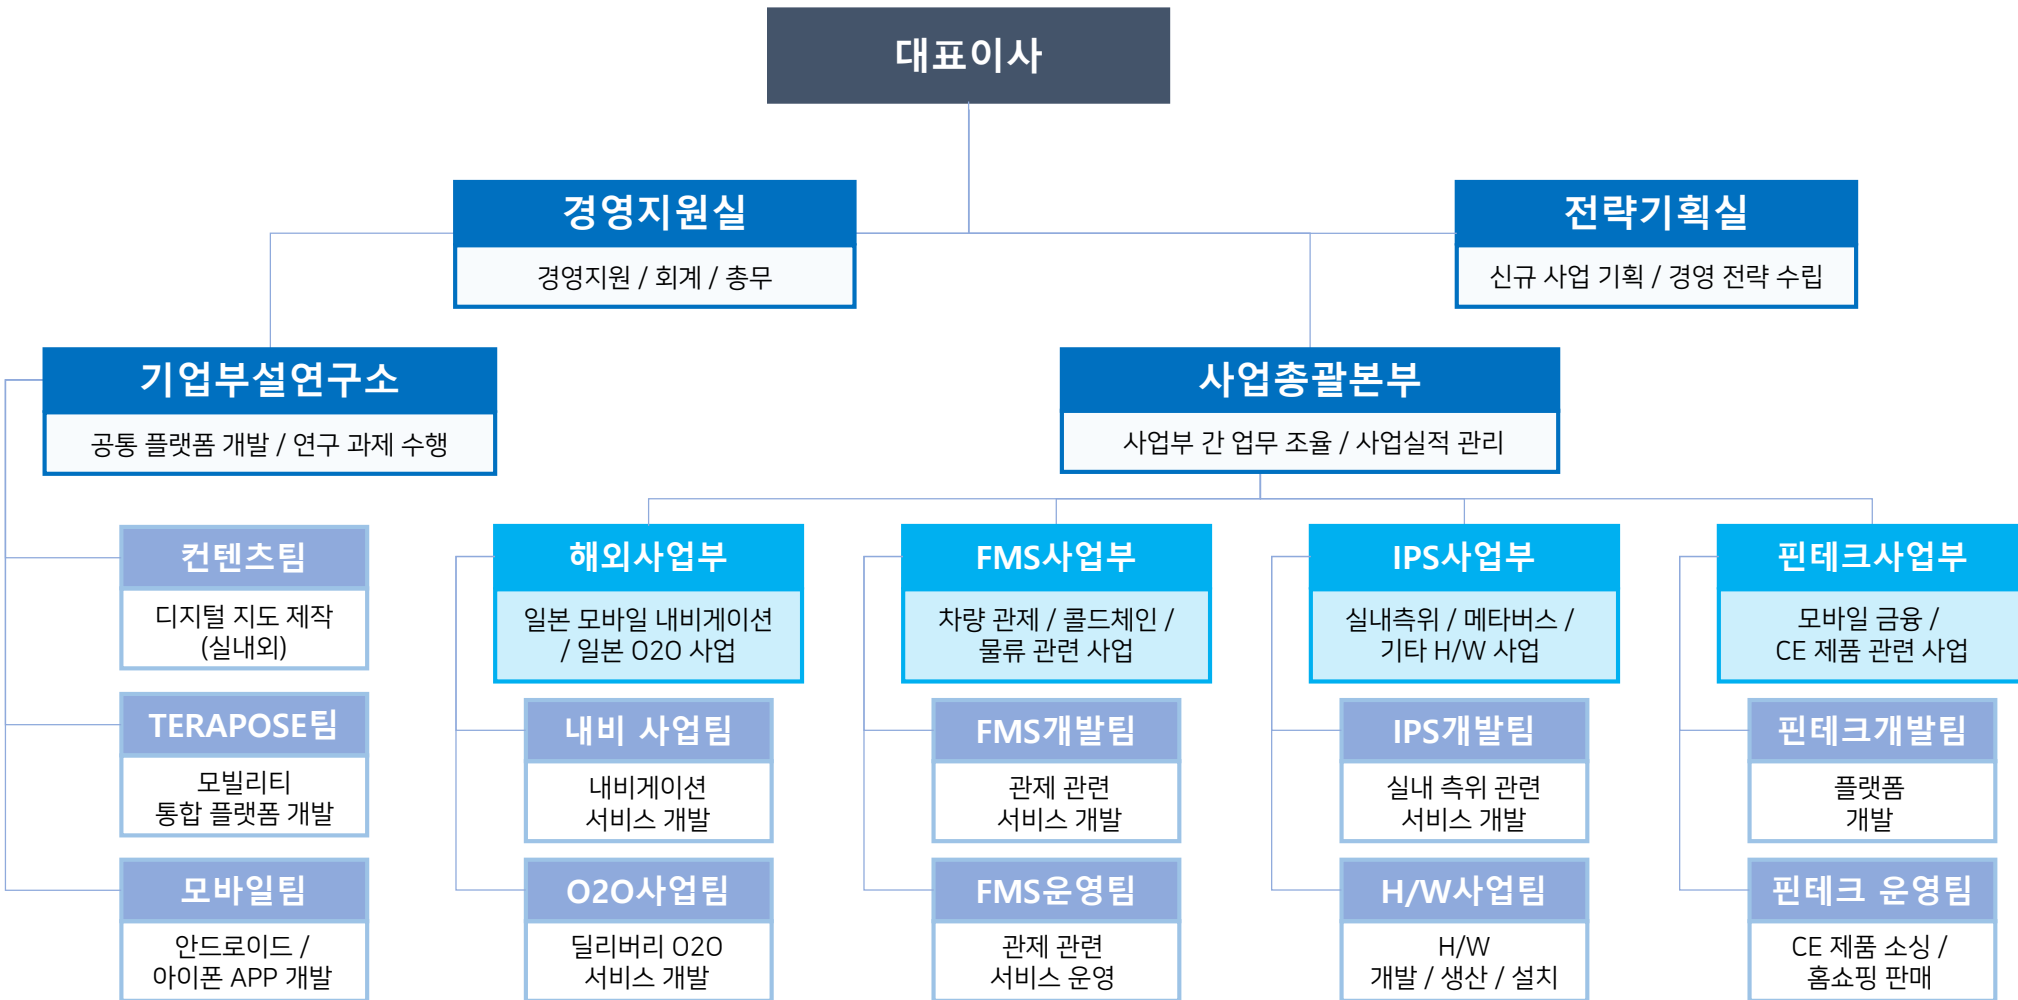 대표이사
경영지원실
경영지원 / 회계 / 총무
전략기획실
신규 사업 기획 / 경영 전략 수립
기업부설연구소
공통 플랫폼 개발 / 연구 과제 수행
사업총괄본부
사업부 간 업무 조율 / 사업실적 관리
컨텐츠팀
디지털 지도 제작
(실내외)
TERAPOSE팀
모빌리티
통합 플랫폼 개발
모바일팀
안드로이드 /
아이폰 APP 개발
해외사업부
일본 모바일 내비게이션
/ 일본 O2O 사업
내비 사업팀
내비게이션
서비스 개발
O2O사업팀
딜리버리 O2O
서비스 개발
FMS사업부
차량 관제 / 콜드체인 /
물류 관련 사업
FMS개발팀
관제 관련
서비스 개발
FMS운영팀
관제 관련
서비스 운영
IPS사업부
실내측위 / 메타버스 /
기타 H/W 사업
IPS개발팀
실내 측위 관련
서비스 개발
H/W사업팀
H/W
개발 / 생산 / 설치
핀테크사업부
모바일 금융 /
CE 제품 관련 사업
핀테크개발팀
플랫폼
개발
핀테크 운영팀
CE 제품 소싱 /
홈쇼핑 판매